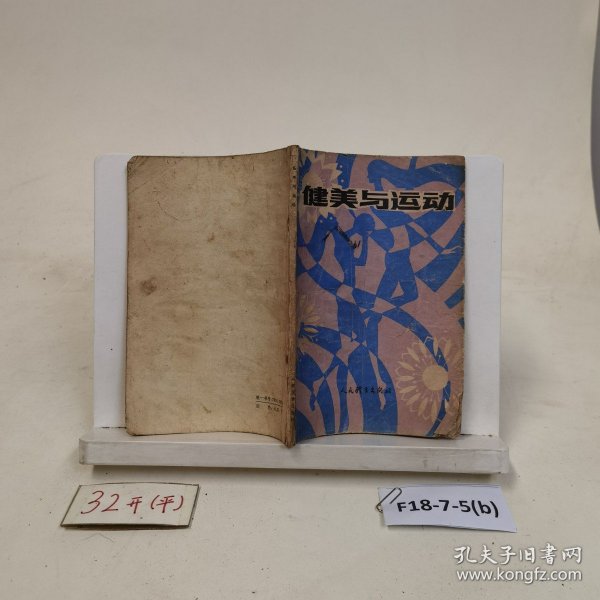 健美与运动
人民体育出版社
32开(平)
F18-7-5(b)
孔夫子旧书网
www.kongfz.com